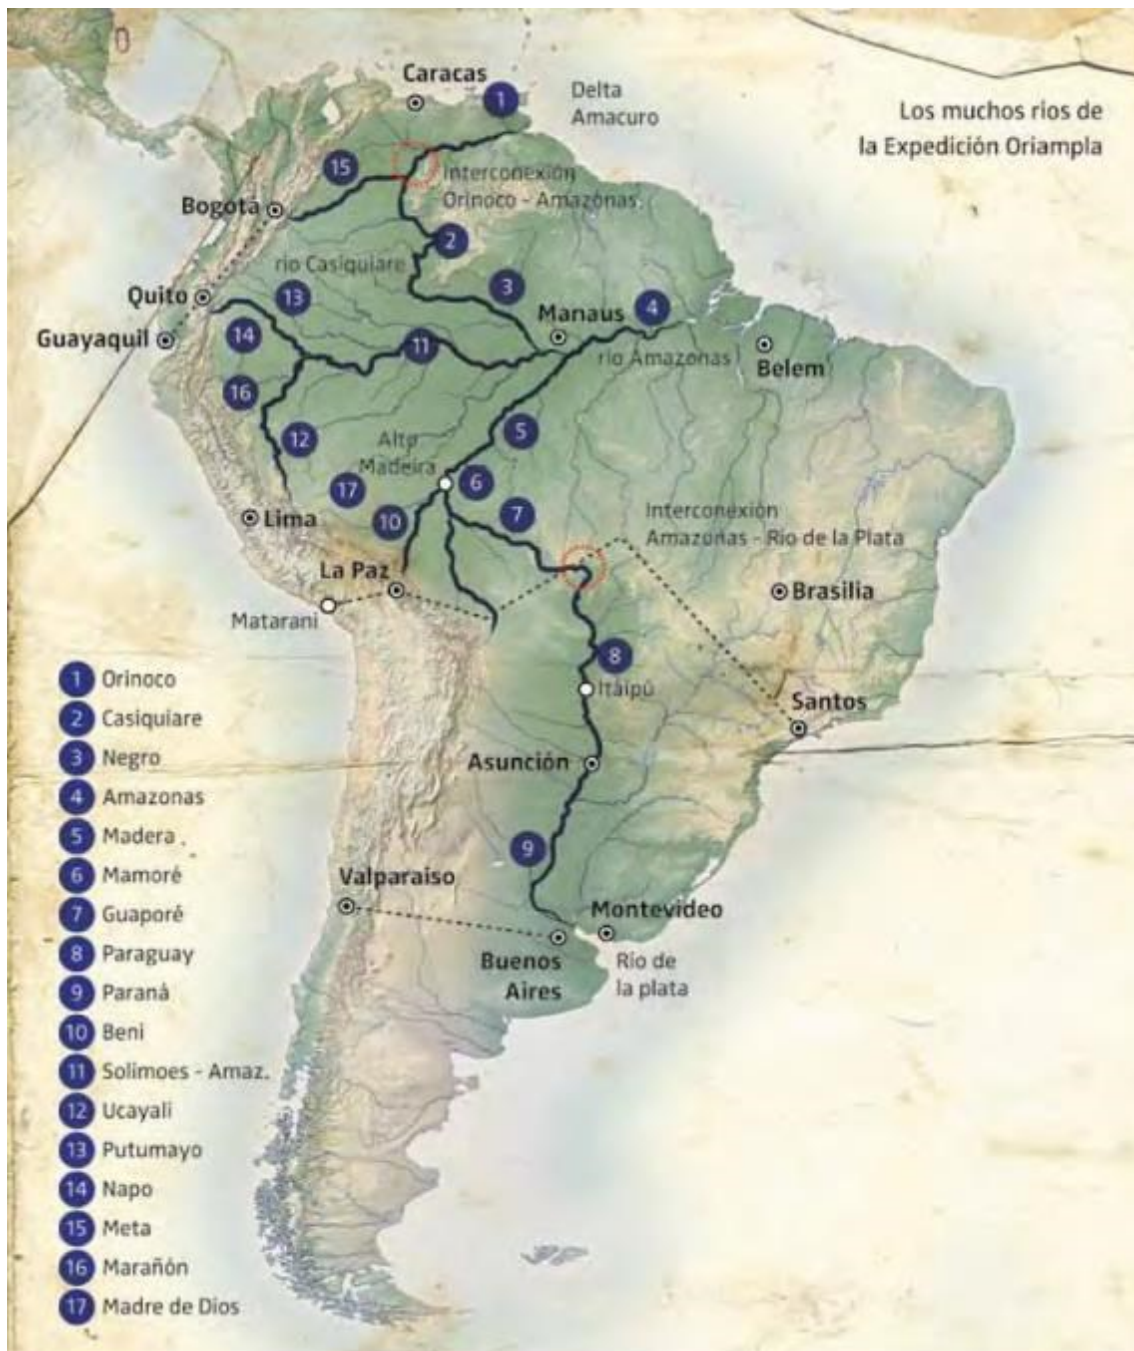 Los muchos rios de
la Expedición Oriampla
Caracas
1
Delta
Amacuro
15
Interconexión
Orinoco - Amazonas
Bogotá
2
rio Casiquiare
Quito
13
3
4
Manaus
Guayaquil
14
11
rio Amazonas
Belem
16
12
5
Alto
Madeira
6
17
10
7
Interconexión
Amazonas - Rio de la Plata
Lima
La Paz
Brasilia
Matarani
8
Itaipú
Santos
Asunción
9
Valparaiso
Montevideo
Buenos
Aires
Río de
la plata
1 Orinoco
2 Casiquiare
3 Negro
4 Amazonas
5 Madera
6 Mamoré
7 Guaporé
8 Paraguay
9 Paraná
10 Beni
11 Solimoes - Amaz.
12 Ucayali
13 Putumayo
14 Napo
15 Meta
16 Marañón
17 Madre de Dios